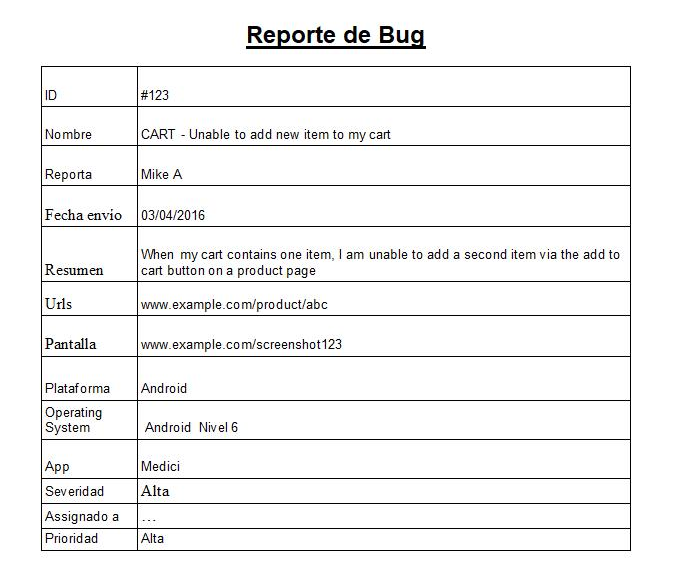 Reporte de Bug
ID #123
Nombre CART - Unable to add new item to my cart
Reporta Mike A
Fecha envio 03/04/2016
When my cart contains one item, I am unable to add a second item via the add to
Resumen cart button on a product page
Urls www.example.com/product/abc
Pantalla www.example.com/screenshot123
Plataforma Android
Operating
System Android Nivel 6
App Medici
Severidad Alta
Assignado a ...
Prioridad Alta